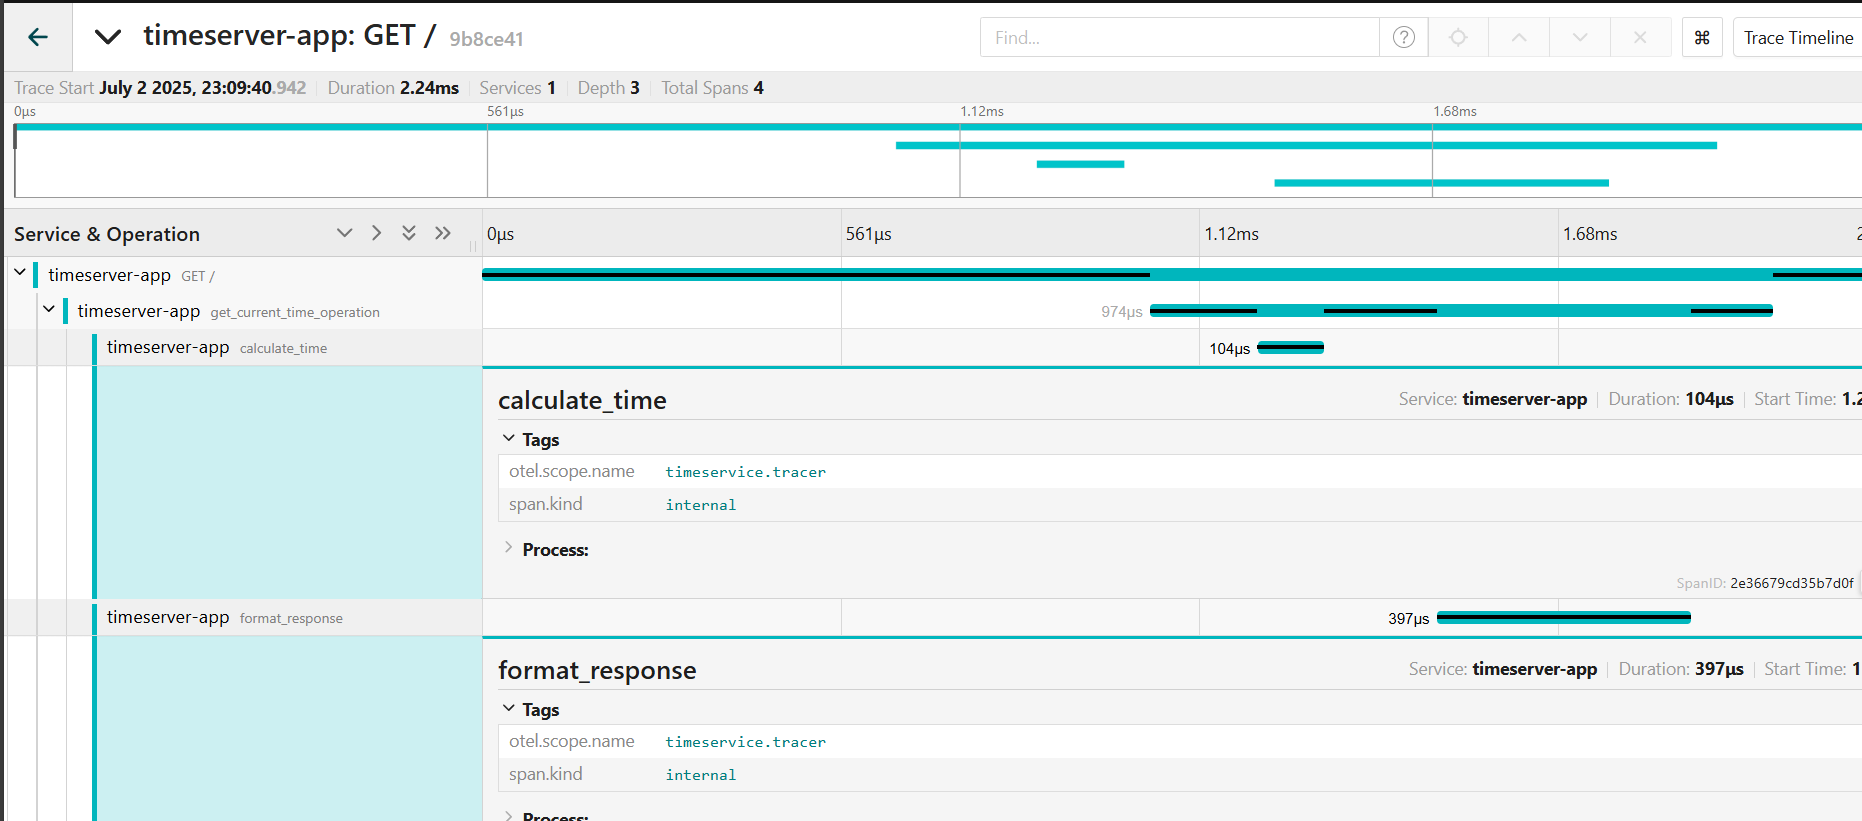 timeserver-app: GET / 9b8ce41
Find...
?
⌘
Trace Timeline
Trace Start July 2 2025, 23:09:40.942 Duration 2.24ms Services 1 Depth 3 Total Spans 4
0μs 561μs 1.12ms 1.68ms
Service & Operation
0μs 561μs 1.12ms 1.68ms 2
timeserver-app GET /
timeserver-app get_current_time_operation 974μs
timeserver-app calculate_time 104μs
calculate_time Service: timeserver-app Duration: 104μs Start Time: 1.2
Tags
otel.scope.name timeservice.tracer
span.kind internal
Process:
SpanID: 2e36679cd35b7d0f
timeserver-app format_response 397μs
format_response Service: timeserver-app Duration: 397μs Start Time: 1
Tags
otel.scope.name timeservice.tracer
span.kind internal
Process: